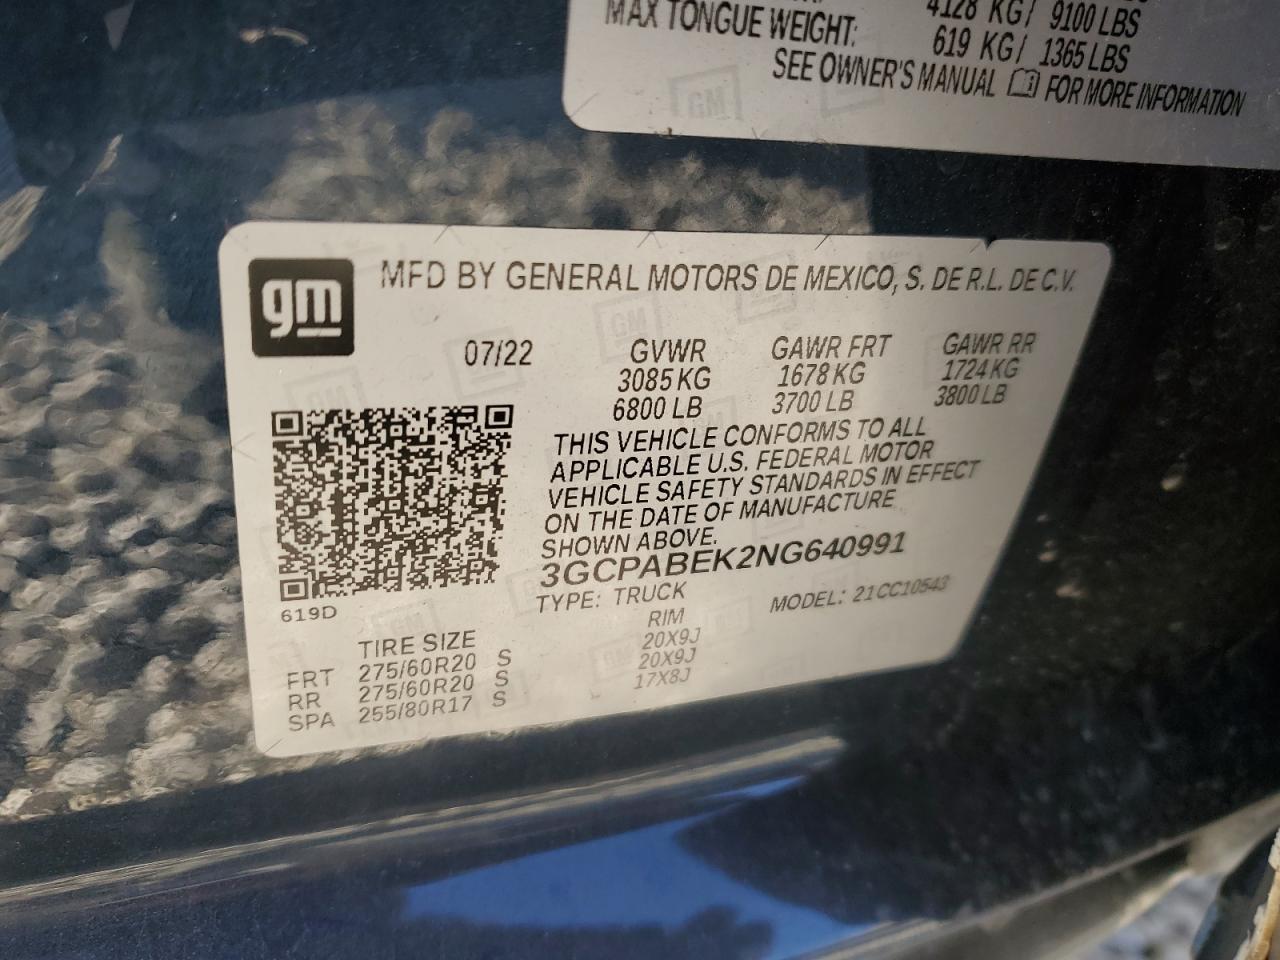 4128 KG/ 9100 LBS
MAX TONGUE WEIGHT: 619 KG/ 1365 LBS
SEE OWNER'S MANUAL FOR MORE INFORMATION
GM
gm
MFD BY GENERAL MOTORS DE MEXICO, S. DE R.L. DE C.V.
07/22 GVWR GAWR FRT GAWR RR
3085 KG 1678 KG 1724 KG
6800 LB 3700 LB 3800 LB
THIS VEHICLE CONFORMS TO ALL
APPLICABLE U.S. FEDERAL MOTOR
VEHICLE SAFETY STANDARDS IN EFFECT
ON THE DATE OF MANUFACTURE
SHOWN ABOVE.
3GCPABEK2NG640991
619D
TYPE: TRUCK MODEL: 21CC10543
TIRE SIZE RIM
FRT 275/60R20 S 20X9J
RR 275/60R20 S 20X9J
SPA 255/80R17 S 17X8J